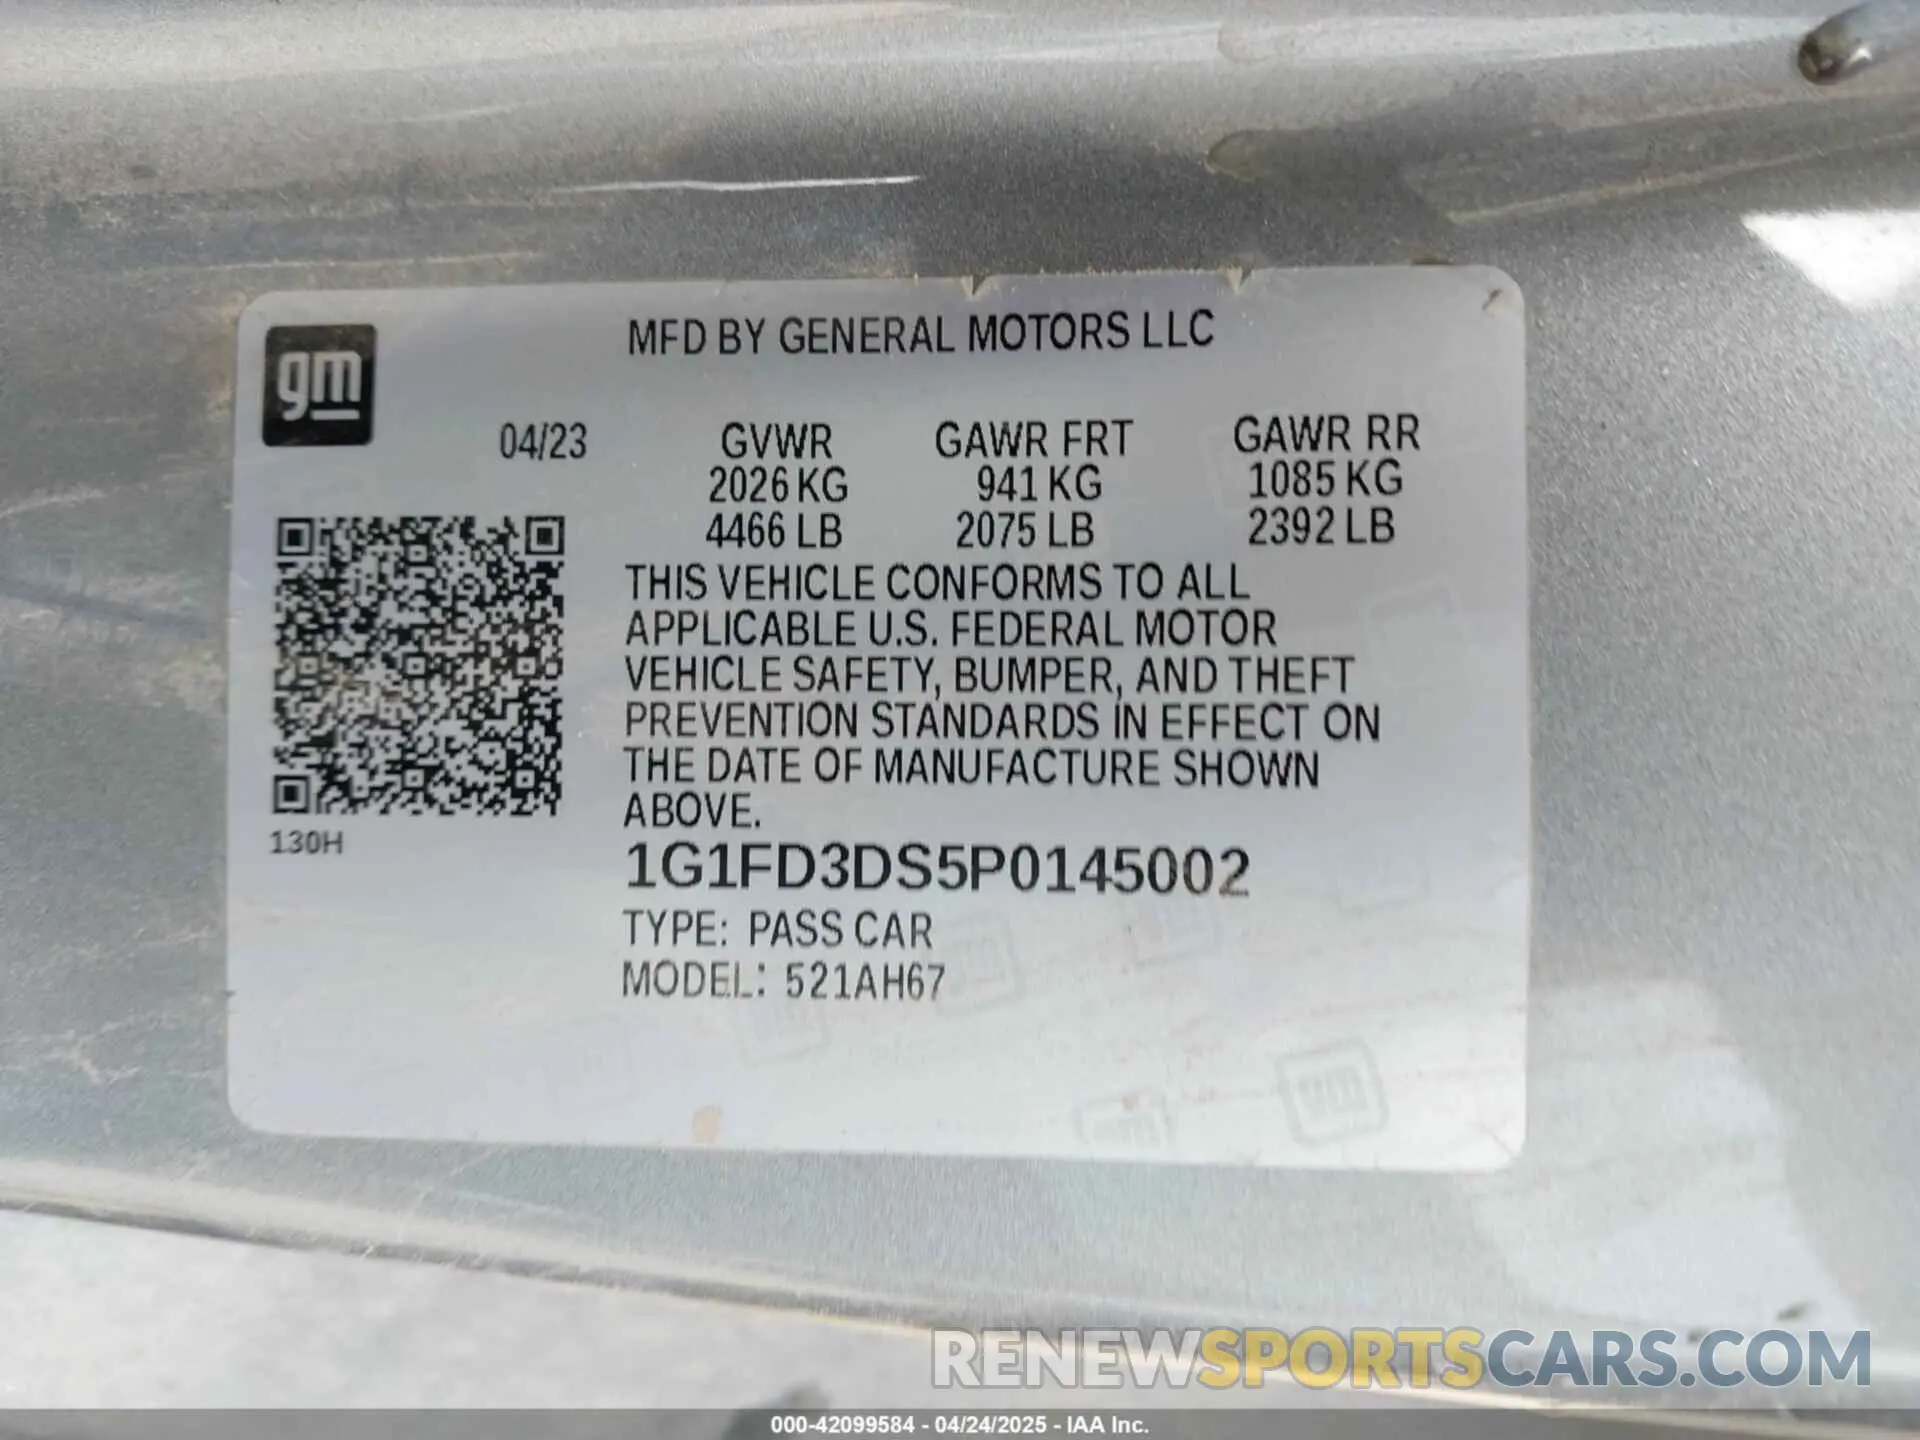 MFD BY GENERAL MOTORS LLC
gm
04/23 GVWR GAWR FRT GAWR RR
2026 KG 941 KG 1085 KG
4466 LB 2075 LB 2392 LB
THIS VEHICLE CONFORMS TO ALL
APPLICABLE U.S. FEDERAL MOTOR
VEHICLE SAFETY, BUMPER, AND THEFT
PREVENTION STANDARDS IN EFFECT ON
THE DATE OF MANUFACTURE SHOWN
ABOVE.
130H
1G1FD3DS5P0145002
TYPE: PASS CAR
MODEL: 521AH67
RENEWSPORTSCARS.COM
000-42099584 - 04/24/2025 - IAA Inc.